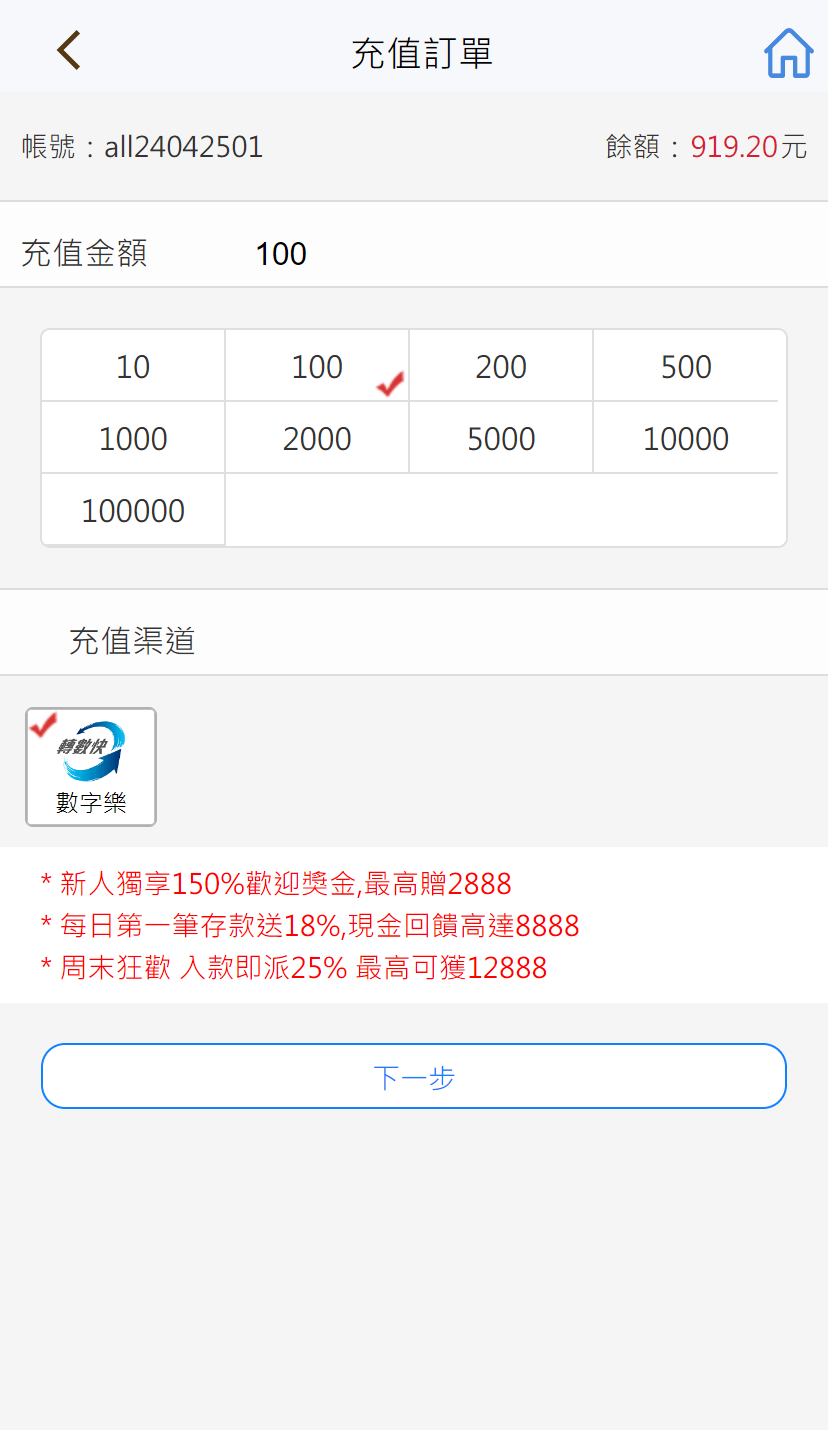 充值訂單
帳號：all24042501 餘額：919.20元
充值金額 100
10 100 200 500
1000 2000 5000 10000
100000
充值渠道
轉數快
數字樂
* 新人獨享150%歡迎獎金,最高贈2888
* 每日第一筆存款送18%,現金回饋高達8888
* 周末狂歡 入款即派25% 最高可獲12888
下一步